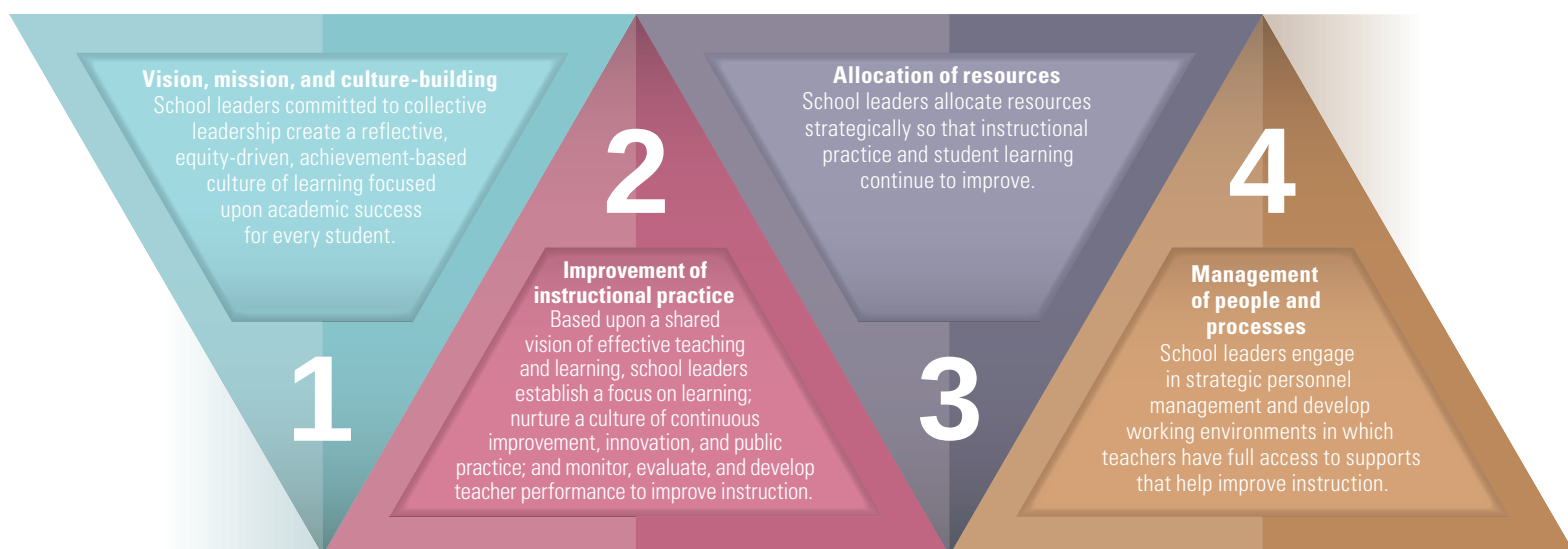 Vision, mission, and culture-building
School leaders committed to collective
leadership create a reflective,
equity-driven, achievement-based
culture of learning focused
upon academic success
for every student.
1
2
Improvement of
instructional practice
Based upon a shared
vision of effective teaching
and learning, school leaders
establish a focus on learning;
nurture a culture of continuous
improvement, innovation, and public
practice; and monitor, evaluate, and develop
teacher performance to improve instruction.
Allocation of resources
School leaders allocate resources
strategically so that instructional
practice and student learning
continue to improve.
3
4
Management
of people and
processes
School leaders engage
in strategic personnel
management and develop
working environments in which
teachers have full access to supports
that help improve instruction.